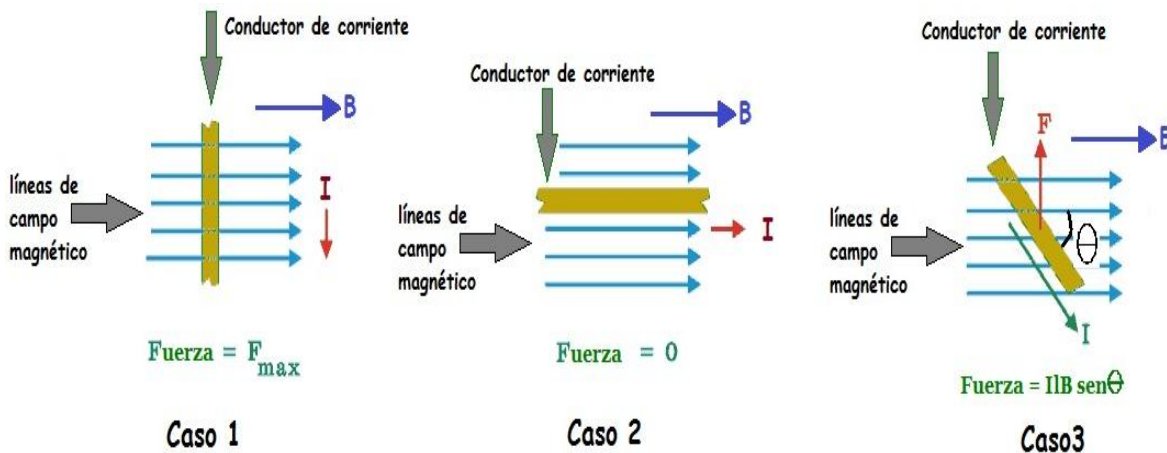 Conductor de corriente
B
líneas de
campo
magnético
I
Fuerza = Fmax
Caso 1
Conductor de corriente
B
líneas de
campo
magnético
I
Fuerza = 0
Caso 2
Conductor de corriente
F
B
líneas de
campo
magnético
θ
I
Fuerza = IlB senθ
Caso3